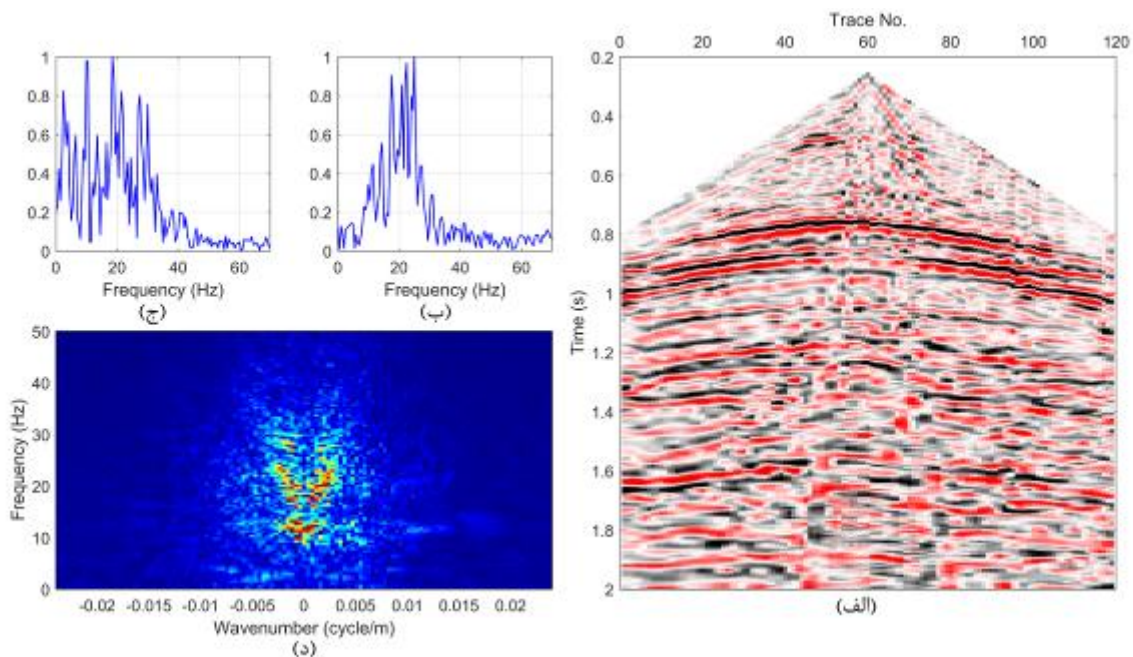 Trace No.
0 20 40 60 80 100 120
0.2
0.4
0.6
0.8
1
1.2
1.4
1.6
1.8
2
Time (s)
(الف)
1
0.8
0.6
0.4
0.2
0
0 20 40 60
Frequency (Hz)
(ب)
1
0.8
0.6
0.4
0.2
0
0 20 40 60
Frequency (Hz)
(ج)
50
40
30
20
10
0
Frequency (Hz)
-0.02 -0.015 -0.01 -0.005 0 0.005 0.01 0.015 0.02
Wavenumber (cycle/m)
(د)